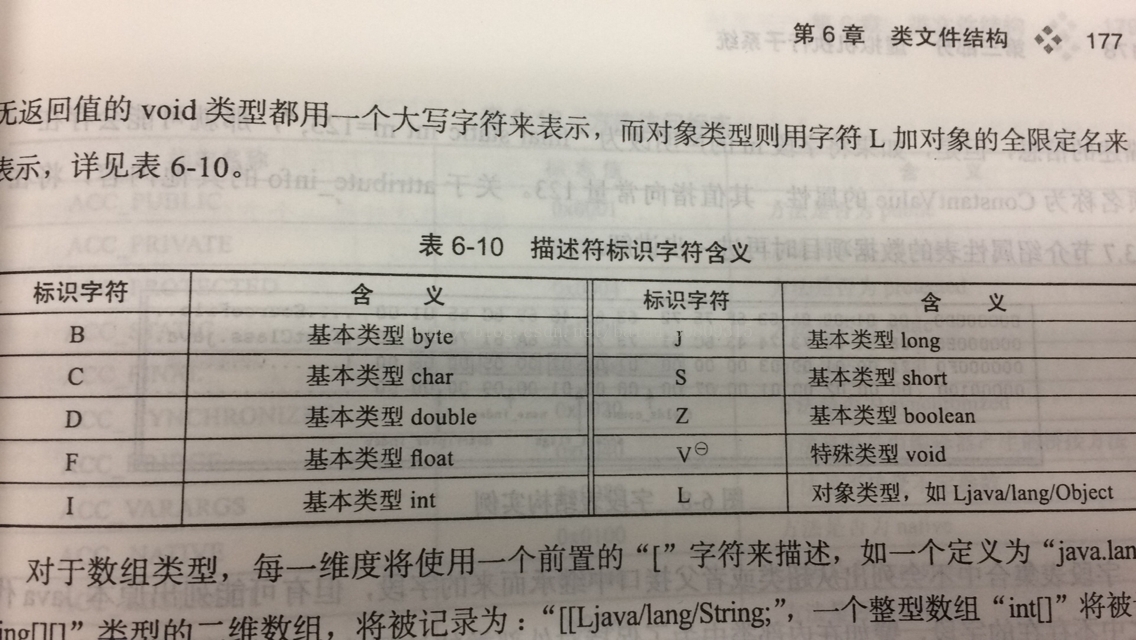 第 6 章 类文件结构 177
无返回值的 void 类型都用一个大写字符来表示，而对象类型则用字符 L 加对象的全限定名来
表示，详见表 6-10。
表 6-10 描述符标识字符含义
标识字符 含 义 标识字符 含 义
B 基本类型 byte J 基本类型 long
C 基本类型 char S 基本类型 short
D 基本类型 double Z 基本类型 boolean
F 基本类型 float V⊖ 特殊类型 void
I 基本类型 int L 对象类型，如 Ljava/lang/Object
对于数组类型，每一维度将使用一个前置的“[”字符来描述，如一个定义为“java.lan
ing[][]”类型的二维数组，将被记录为：“[[Ljava/lang/String;”，一个整型数组“int[]”将被